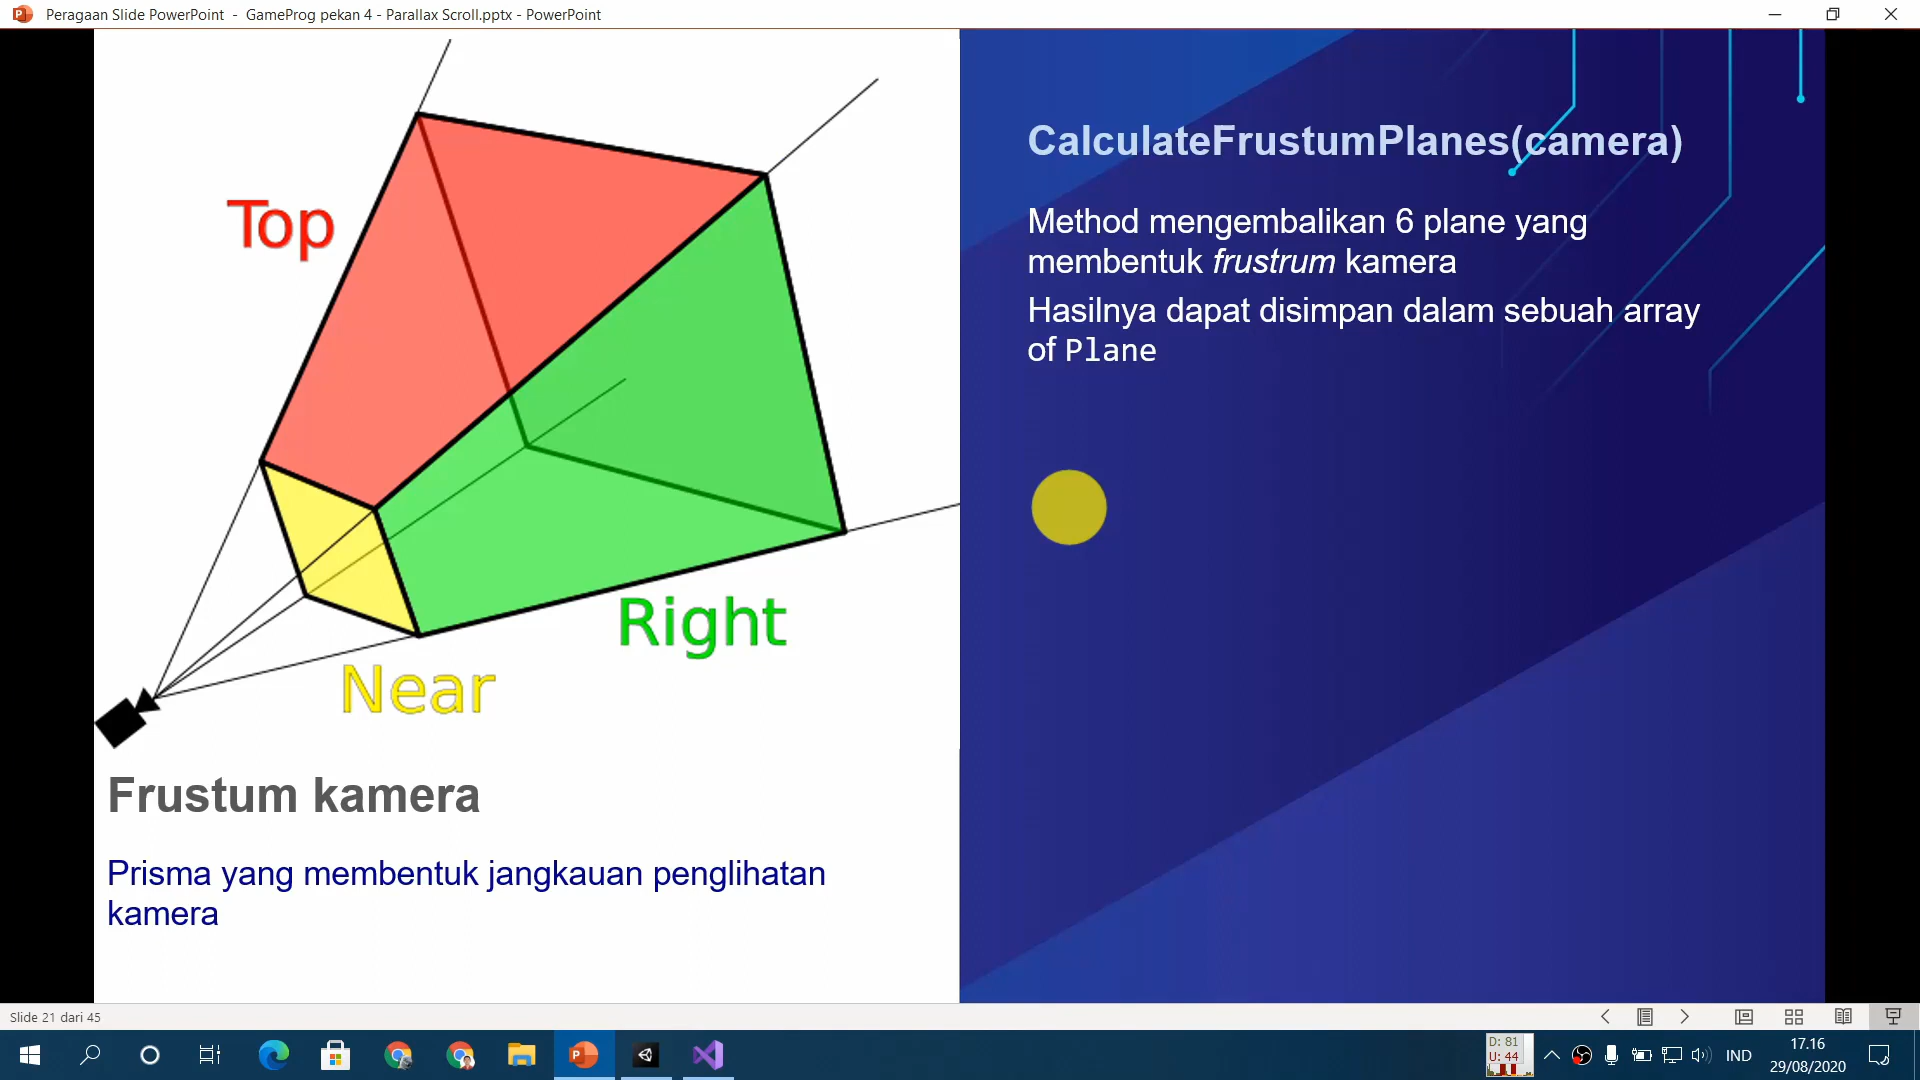 Peragaan Slide PowerPoint - GameProg pekan 4 - Parallax Scroll.pptx - PowerPoint
Top
Right
Near
Frustum kamera
Prisma yang membentuk jangkauan penglihatan
kamera
CalculateFrustumPlanes(camera)
Method mengembalikan 6 plane yang
membentuk frustrum kamera
Hasilnya dapat disimpan dalam sebuah array
of Plane
Slide 21 dari 45
D: 81
U: 44
IND
17.16
29/08/2020